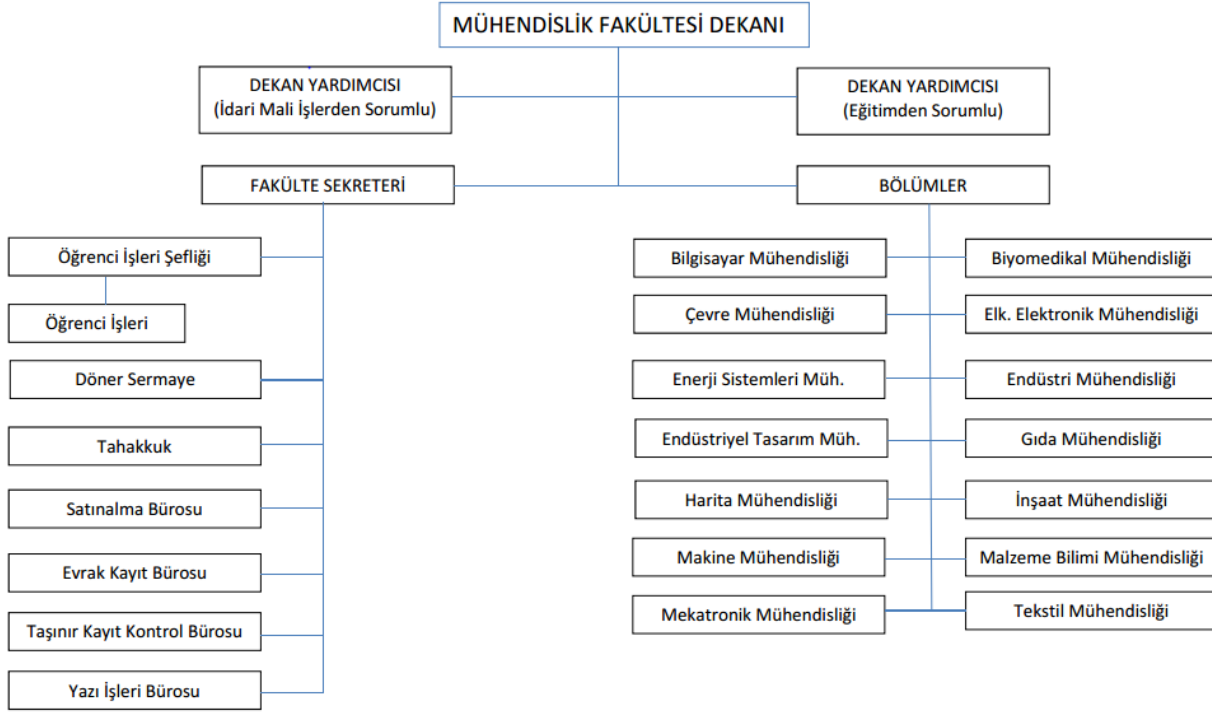 MÜHENDİSLİK FAKÜLTESİ DEKANI
DEKAN YARDIMCISI
(İdari Mali İşlerden Sorumlu)
DEKAN YARDIMCISI
(Eğitimden Sorumlu)
FAKÜLTE SEKRETERİ
BÖLÜMLER
Öğrenci İşleri Şefliği
Öğrenci İşleri
Döner Sermaye
Tahakkuk
Satınalma Bürosu
Evrak Kayıt Bürosu
Taşınır Kayıt Kontrol Bürosu
Yazı İşleri Bürosu
Bilgisayar Mühendisliği
Biyomedikal Mühendisliği
Çevre Mühendisliği
Elk. Elektronik Mühendisliği
Enerji Sistemleri Müh.
Endüstri Mühendisliği
Endüstriyel Tasarım Müh.
Gıda Mühendisliği
Harita Mühendisliği
İnşaat Mühendisliği
Makine Mühendisliği
Malzeme Bilimi Mühendisliği
Mekatronik Mühendisliği
Tekstil Mühendisliği